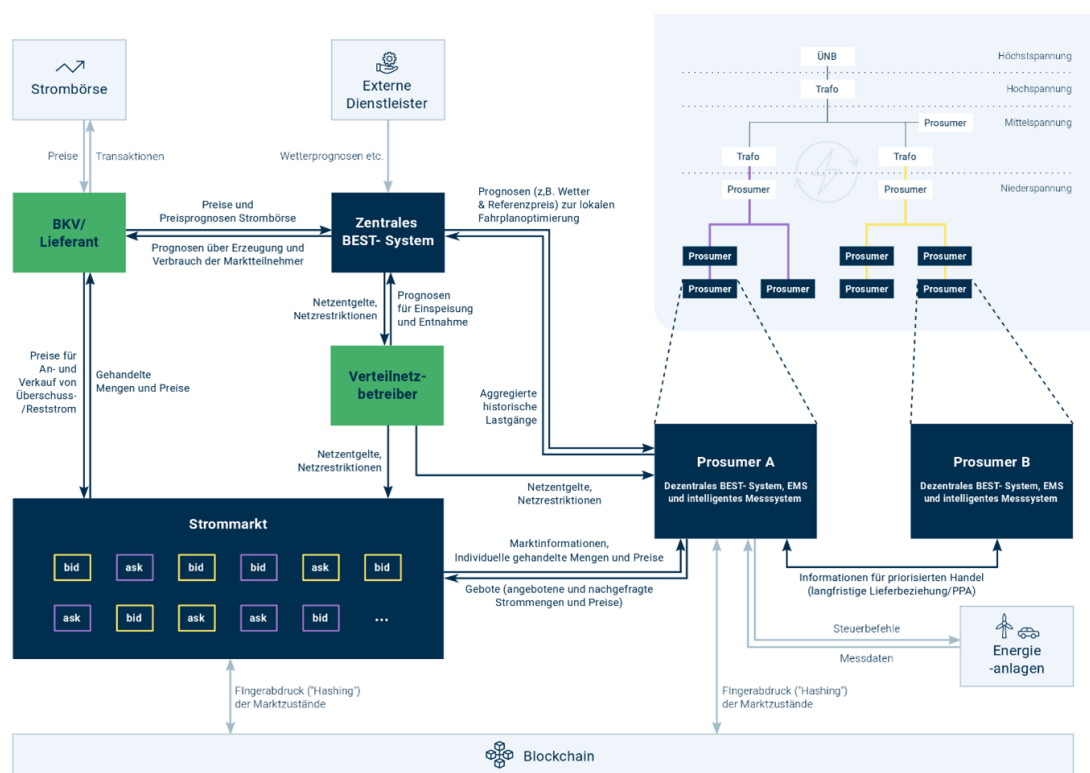 Strombörse
Externe
Dienstleister
Preise
Transaktionen
Wetterprognosen etc.
BKV/
Lieferant
Preise und
Preisprognosen Strombörse
Prognosen über Erzeugung und
Verbrauch der Marktteilnehmer
Zentrales
BEST- System
Prognosen (z,B. Wetter
& Referenzpreis) zur lokalen
Fahrplanoptimierung
Netzentgelte,
Netzrestriktionen
Prognosen
für Einspeisung
und Entnahme
Verteilnetz-
betreiber
Preise für
An- und
Verkauf von
Überschuss-
/Reststrom
Gehandelte
Mengen und Preise
Aggregierte
historische
Lastgänge
Netzentgelte,
Netzrestriktionen
Netzentgelte,
Netzrestriktionen
ÜNB
Höchstspannung
Trafo
Hochspannung
Prosumer
Mittelspannung
Trafo
Trafo
Prosumer
Prosumer
Niederspannung
Prosumer
Prosumer
Prosumer
Prosumer
Prosumer
Prosumer
Prosumer
Prosumer A
Dezentrales BEST- System, EMS
und intelligentes Messsystem
Prosumer B
Dezentrales BEST- System, EMS
und intelligentes Messsystem
Strommarkt
bid ask bid bid ask bid
ask bid ask ask bid ...
Marktinformationen,
Individuelle gehandelte Mengen und Preise
Gebote (angebotene und nachgefragte
Strommengen und Preise)
Informationen für priorisierten Handel
(langfristige Lieferbeziehung/PPA)
Steuerbefehle
Messdaten
Energie
-anlagen
FIngerabdruck ("Hashing")
der Marktzustände
FIngerabdruck ("Hashing")
der Marktzustände
Blockchain